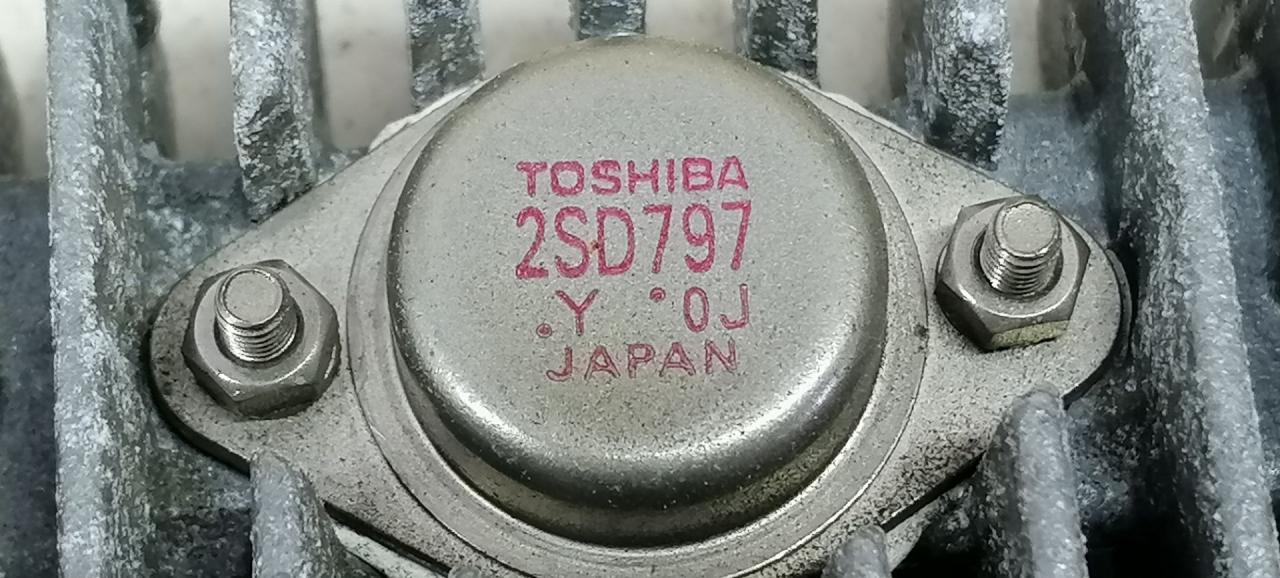 TOSHIBA
2SD797
.Y °0J
JAPAN